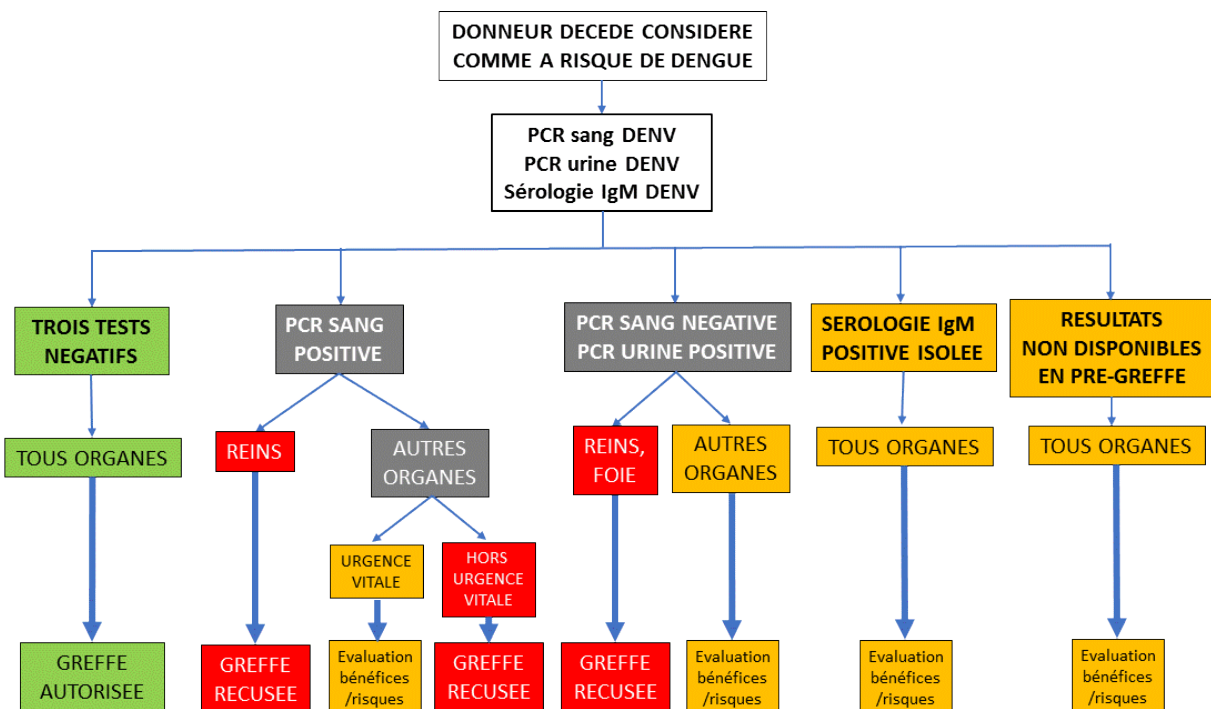 DONNEUR DECEDE CONSIDERE
COMME A RISQUE DE DENGUE
PCR sang DENV
PCR urine DENV
Sérologie IgM DENV
TROIS TESTS
NEGATIFS
PCR SANG
POSITIVE
PCR SANG NEGATIVE
PCR URINE POSITIVE
SEROLOGIE IgM
POSITIVE ISOLEE
RESULTATS
NON DISPONIBLES
EN PRE-GREFFE
TOUS ORGANES
REINS
AUTRES
ORGANES
REINS,
FOIE
AUTRES
ORGANES
TOUS ORGANES
TOUS ORGANES
URGENCE
VITALE
HORS
URGENCE
VITALE
GREFFE
AUTORISEE
GREFFE
RECUSEE
Evaluation
bénéfices
/risques
GREFFE
RECUSEE
GREFFE
RECUSEE
Evaluation
bénéfices
/risques
Evaluation
bénéfices
/risques
Evaluation
bénéfices
/risques